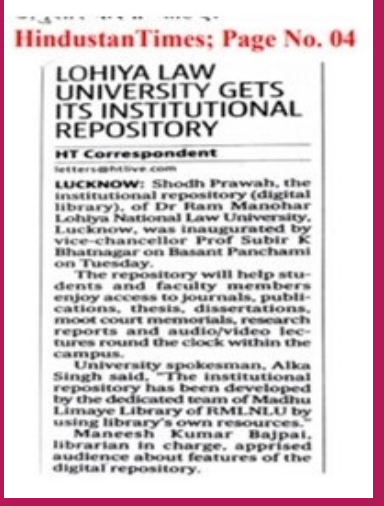 HindustanTimes; Page No. 04
LOHIYA LAW
UNIVERSITY GETS
ITS INSTITUTIONAL
REPOSITORY
HT Correspondent
letters@htlive.com
LUCKNOW: Shodh Prawah, the
institutional repository (digital
library), of Dr Ram Manohar
Lohiya National Law University,
Lucknow, was inaugurated by
vice-chancellor Prof Subir K
Bhatnagar on Basant Panchami
on Tuesday.
The repository will help stu-
dents and faculty members
enjoy access to journals, publi-
cations, thesis, dissertations,
moot court memorials, research
reports and audio/video lec-
tures round the clock within the
campus.
University spokesman, Alka
Singh said, "The institutional
repository has been developed
by the dedicated team of Madhu
Limaye Library of RMLNLU by
using library's own resources."
Maneesh Kumar Bajpai,
librarian in charge, apprised
audience about features of the
digital repository.